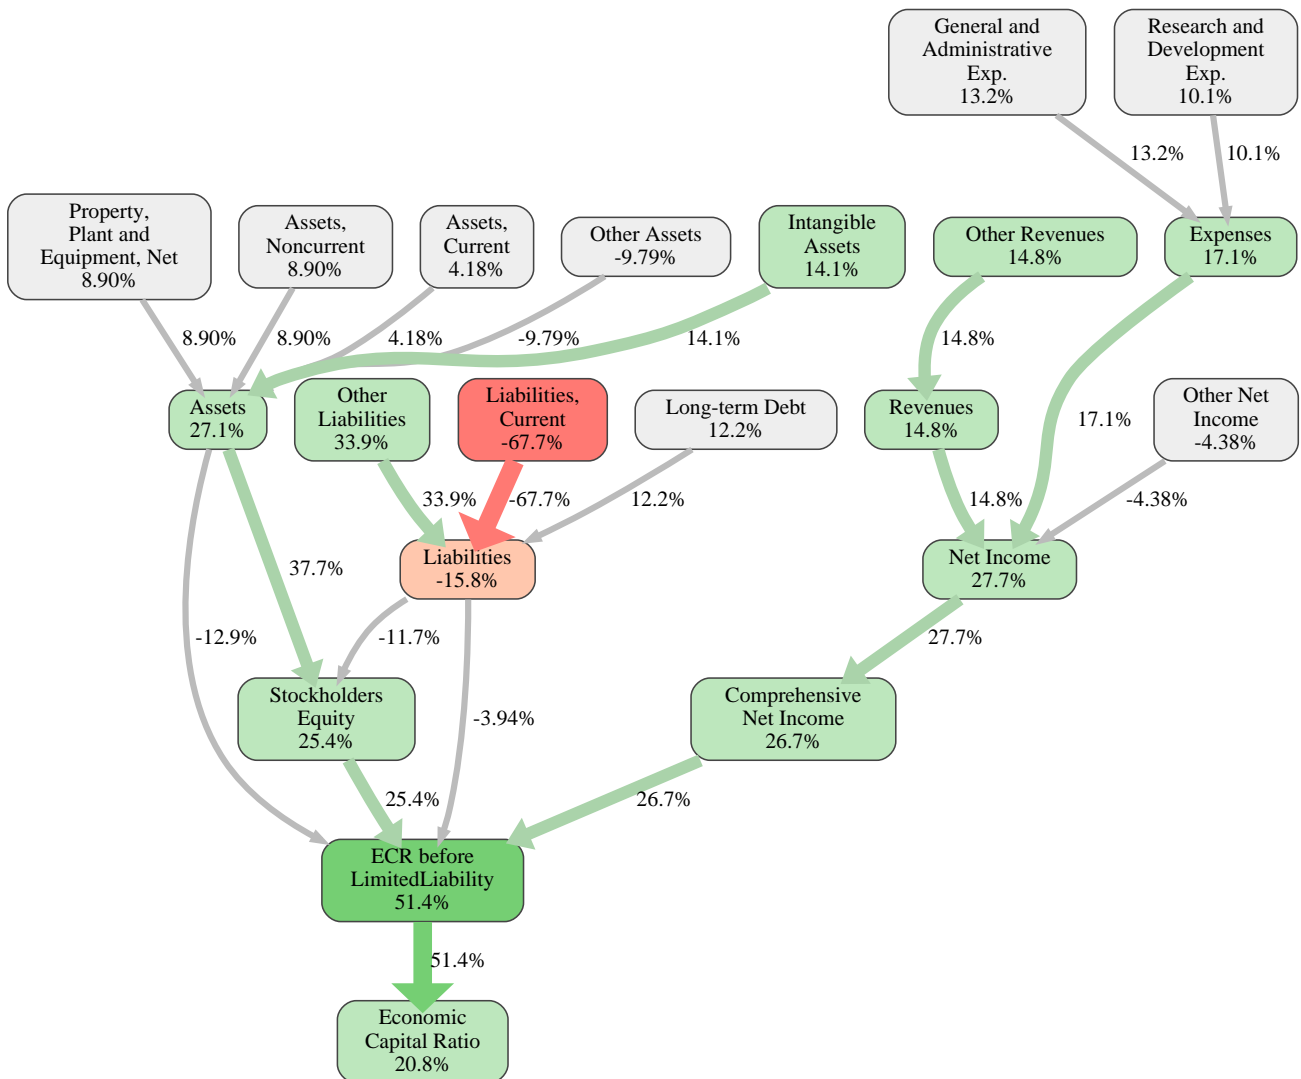 General and
Administrative
Exp.
13.2%
Research and
Development
Exp.
10.1%
13.2%
10.1%
Property,
Plant and
Equipment, Net
8.90%
Assets,
Noncurrent
8.90%
Assets,
Current
4.18%
Other Assets
-9.79%
Intangible
Assets
14.1%
Other Revenues
14.8%
Expenses
17.1%
8.90%
8.90%
4.18%
-9.79%
14.1%
14.8%
17.1%
Assets
27.1%
Other
Liabilities
33.9%
Liabilities,
Current
-67.7%
Long-term Debt
12.2%
Revenues
14.8%
Other Net
Income
-4.38%
33.9%
-67.7%
12.2%
14.8%
-4.38%
37.7%
Liabilities
-15.8%
Net Income
27.7%
-12.9%
-11.7%
-3.94%
27.7%
Stockholders
Equity
25.4%
Comprehensive
Net Income
26.7%
25.4%
26.7%
ECR before
LimitedLiability
51.4%
51.4%
Economic
Capital Ratio
20.8%